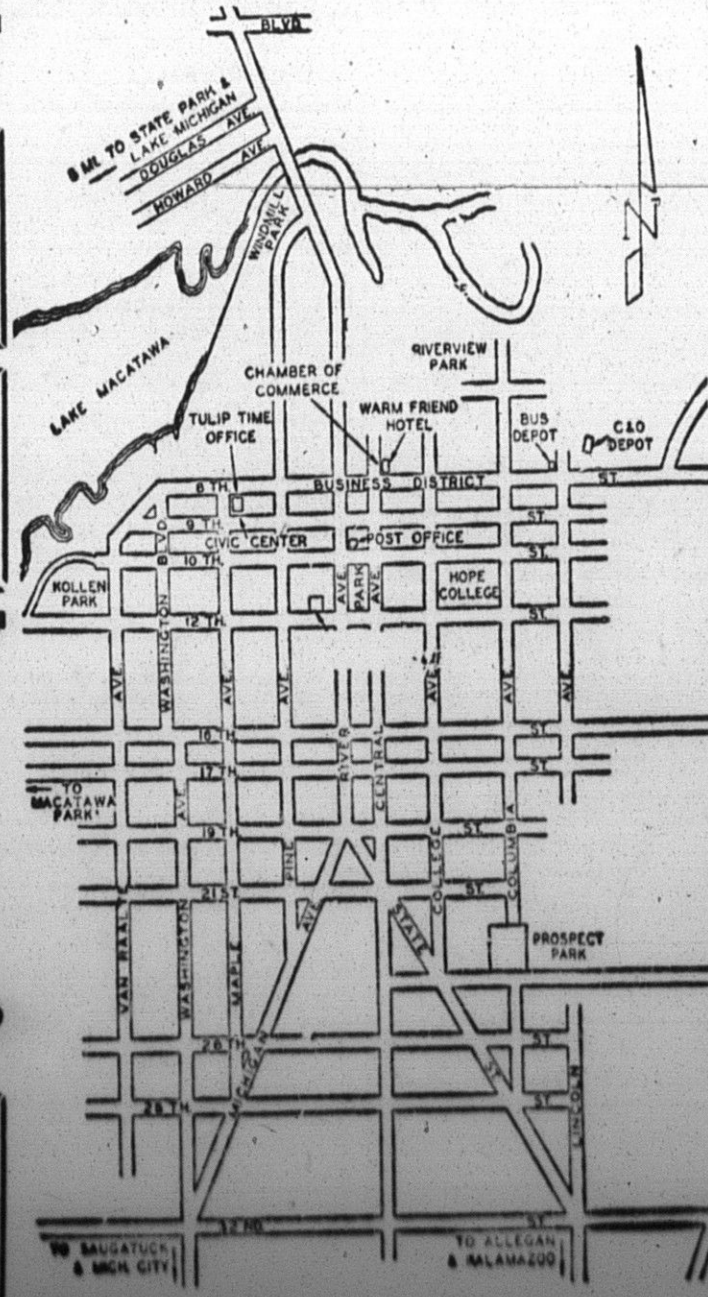 BLVD
8 MI. TO STATE PARK &
LAKE MICHIGAN
DOUGLAS AVE.
HOWARD AVE.
WINDMILL
PARK
N
LAKE MACATAWA
RIVERVIEW
PARK
CHAMBER OF
COMMERCE
TULIP TIME
OFFICE
WARM FRIEND
HOTEL
BUS
DEPOT
C&O
DEPOT
8 TH. BUSINESS DISTRICT ST.
9 TH. ST.
CIVIC CENTER
POST OFFICE
10 TH. ST.
BLVD
WASHINGTON
KOLLEN
PARK
AVE
PARK
AVE
HOPE
COLLEGE
12 TH. ST.
AVE.
AVE.
AVE.
AVE.
AVE.
AVE.
16 TH. ST.
RIVER
CENTRAL
17 TH. ST.
TO
MACATAWA
PARK
AVE.
19 TH. ST.
PINE
COLLEGE
COLUMBIA
21 ST. ST.
VAN RAALTE
WASHINGTON
MAPLE
AVE
STATE
PROSPECT
PARK
MICHIGAN
ST.
ST.
28 TH. ST.
LINCOLN
32 ND. ST.
TO SAUGATUCK
& MICH. CITY
TO ALLEGAN
& KALAMAZOO